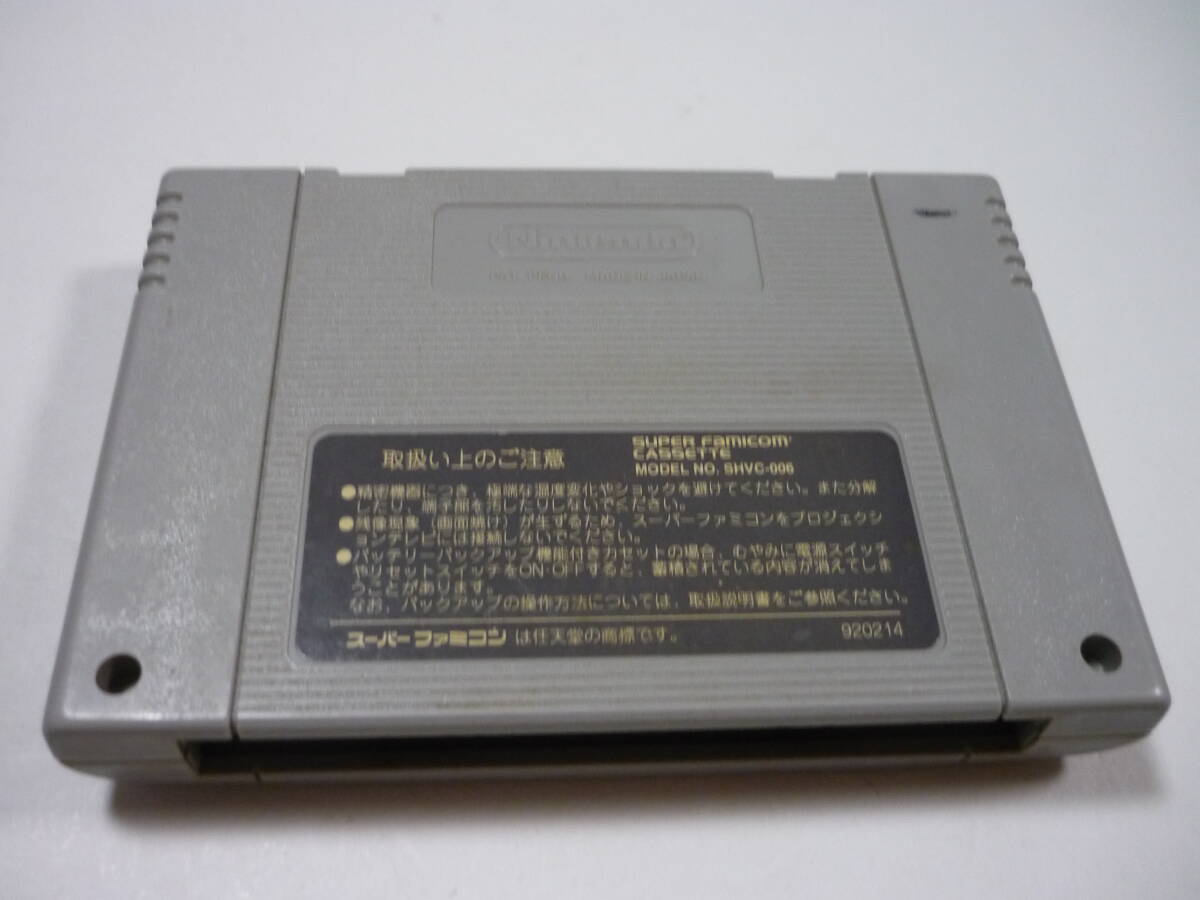 Nintendo
取扱い上のご注意
SUPER FAMICOM
CASSETTE
MODEL NO. SHVC-006
●精密機器につき、極端な温度変化やショックを避けてください。また分解
したり、端子部を汚したりしないでください。
●残像現象(画面焼け)が生ずるため、スーパーファミコンをプロジェクシ
ョンテレビには接続しないでください。
●バッテリーバックアップ機能付きカセットの場合、むやみに電源スイッチ
やリセットスイッチをON・OFFすると、蓄積されている内容が消えてしま
うことがあります。
なお、バックアップの操作方法については、取扱説明書をご参照ください。
スーパーファミコンは任天堂の商標です。
920214